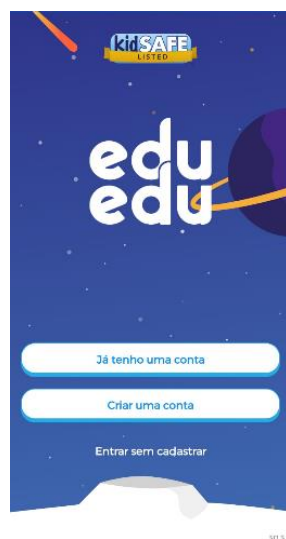 kidSAFE
LISTED
edu
edu
Já tenho uma conta
Criar uma conta
Entrar sem cadastrar